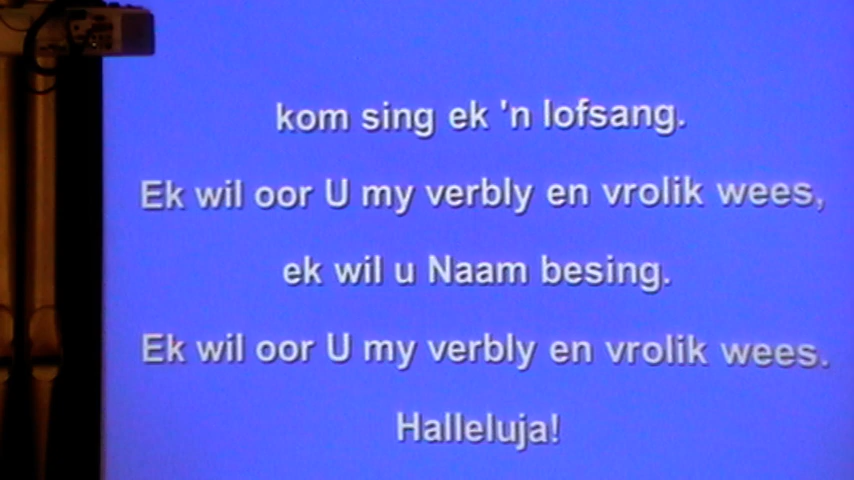 kom sing ek 'n lofsang.
Ek wil oor U my verbly en vrolik wees,
ek wil u Naam besing.
Ek wil oor U my verbly en vrolik wees.
Halleluja!